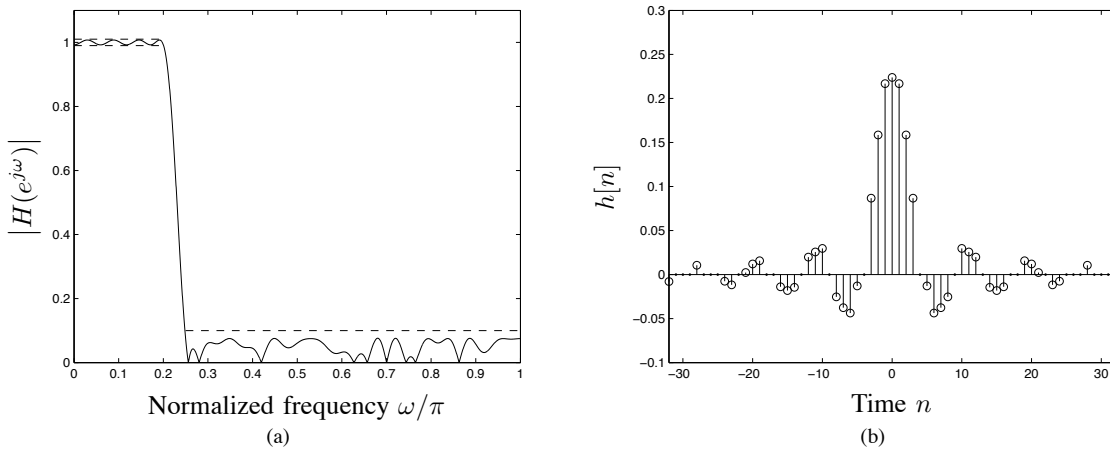 1
0.8
0.6
0.4
0.2
0
|H(e^{jω})|
0 0.1 0.2 0.3 0.4 0.5 0.6 0.7 0.8 0.9 1
Normalized frequency ω/π
(a)
0.3
0.25
0.2
0.15
0.1
0.05
0
−0.05
−0.1
h[n]
−30 −20 −10 0 10 20 30
Time n
(b)